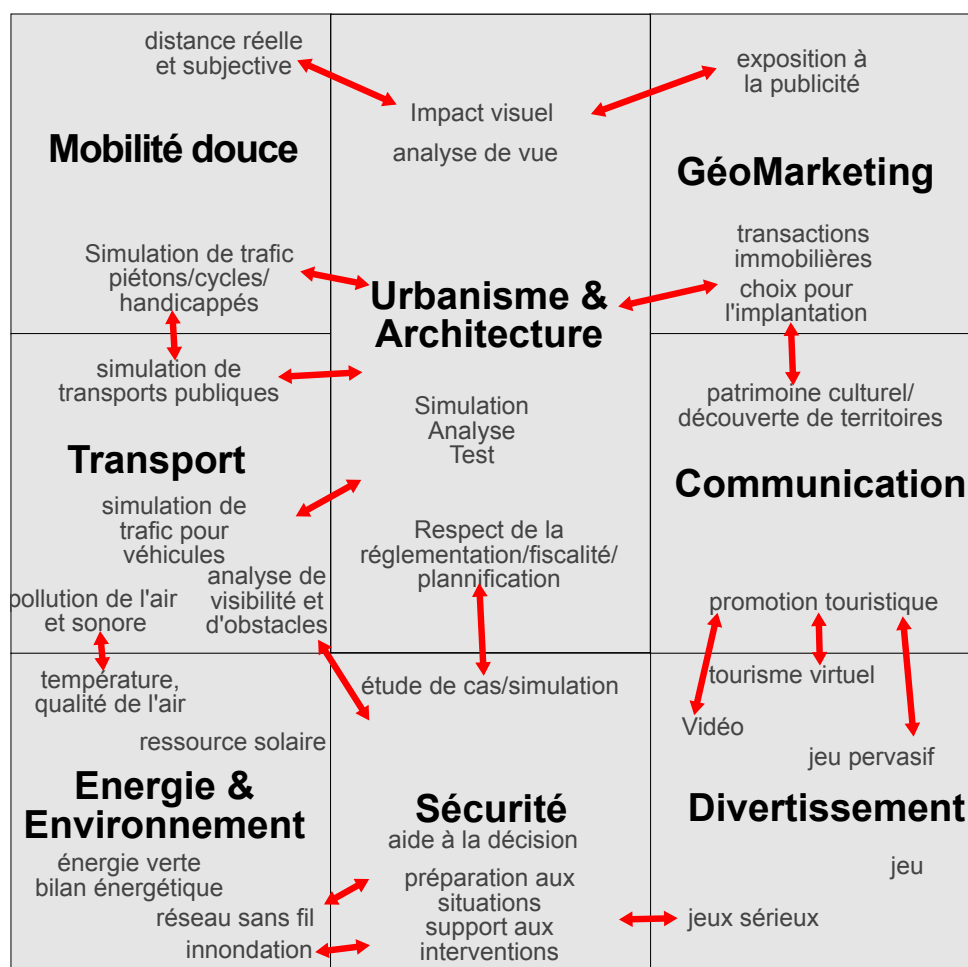 distance réelle
et subjective
Mobilité douce
Simulation de trafic
piétons/cycles/
handicappés
Impact visuel
analyse de vue
Urbanisme &
Architecture
Simulation
Analyse
Test
Respect de la
réglementation/fiscalité/
plannification
exposition à
la publicité
GéoMarketing
transactions
immobilières
choix pour
l'implantation
simulation de
transports publiques
Transport
simulation de
trafic pour
véhicules
analyse de
visibilité et
d'obstacles
pollution de l'air
et sonore
patrimoine culturel/
découverte de territoires
Communication
promotion touristique
température,
qualité de l'air
ressource solaire
Energie &
Environnement
énergie verte
bilan énergétique
réseau sans fil
innondation
étude de cas/simulation
Sécurité
aide à la décision
préparation aux
situations
support aux
interventions
tourisme virtuel
Vidéo
jeu pervasif
Divertissement
jeu
jeux sérieux